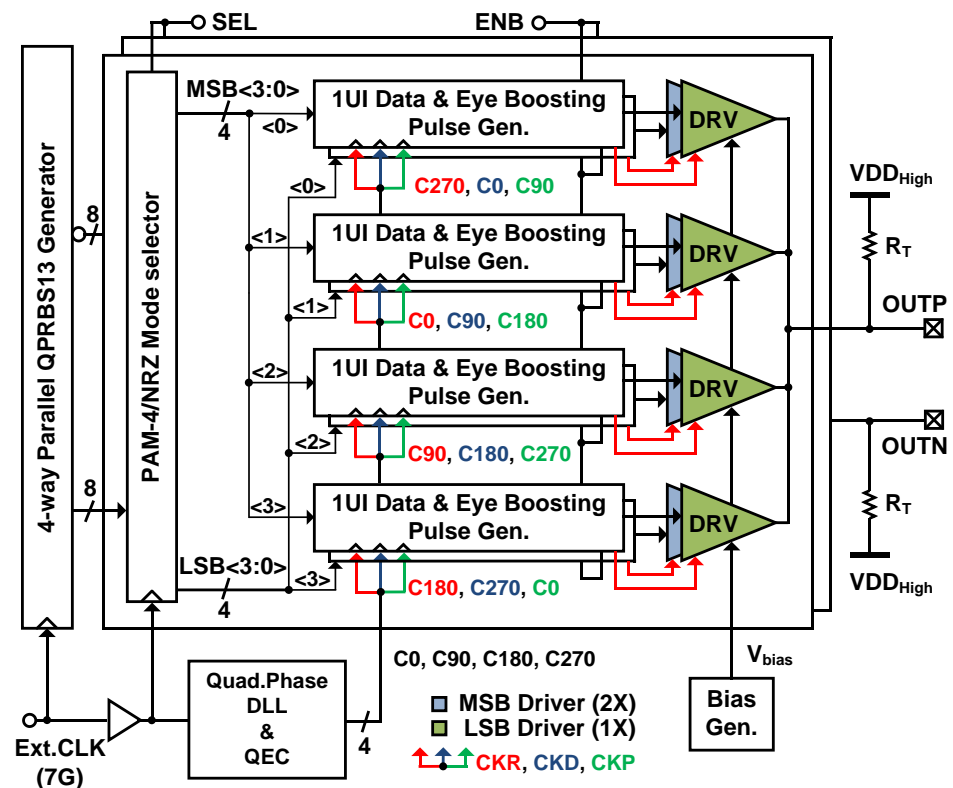 SEL
ENB
4-way Parallel QPRBS13 Generator
8
8
PAM-4/NRZ Mode selector
MSB<3:0>
4
<0>
<0>
1UI Data & Eye Boosting
Pulse Gen.
C270, C0, C90
DRV
<1>
<1>
1UI Data & Eye Boosting
Pulse Gen.
C0, C90, C180
DRV
<2>
<2>
1UI Data & Eye Boosting
Pulse Gen.
C90, C180, C270
DRV
<3>
<3>
1UI Data & Eye Boosting
Pulse Gen.
C180, C270, C0
DRV
LSB<3:0>
4
VDDHigh
RT
OUTP
OUTN
RT
VDDHigh
C0, C90, C180, C270
Vbias
Bias
Gen.
Quad.Phase
DLL
&
QEC
4
Ext.CLK
(7G)
MSB Driver (2X)
LSB Driver (1X)
CKR, CKD, CKP